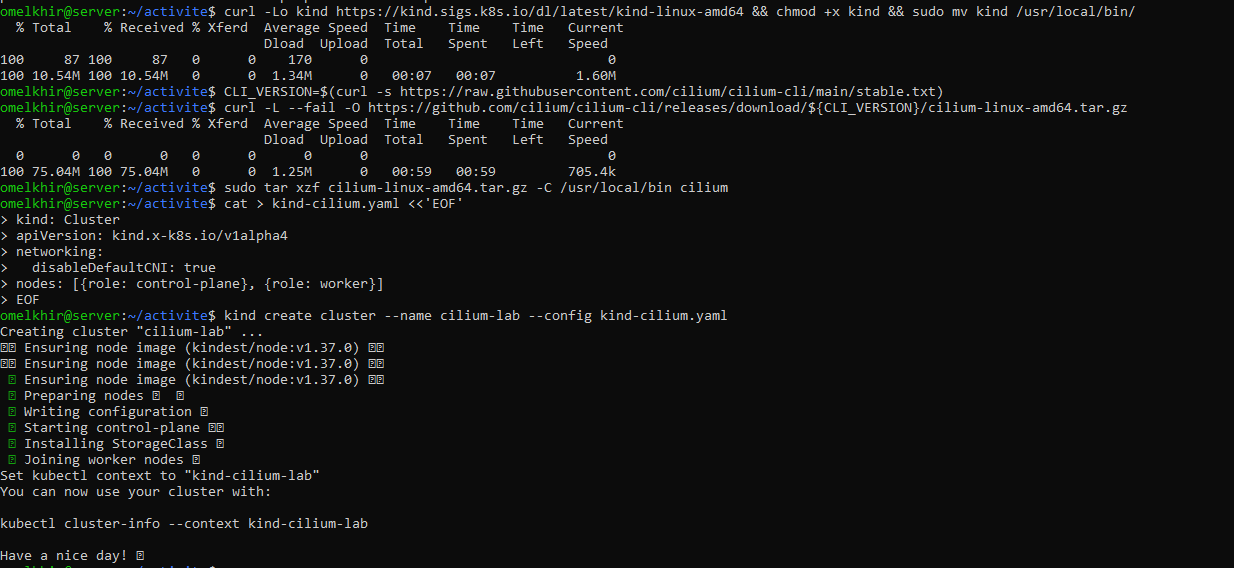 omelkhir@server:~/activite$ curl -Lo kind https://kind.sigs.k8s.io/dl/latest/kind-linux-amd64 && chmod +x kind && sudo mv kind /usr/local/bin/
  % Total    % Received % Xferd  Average Speed  Time    Time    Time   Current
                                 Dload  Upload  Total   Spent   Left   Speed
100     87 100     87   0      0    170      0                              0
100 10.54M 100 10.54M   0      0  1.34M      0   00:07   00:07          1.60M
omelkhir@server:~/activite$ CLI_VERSION=$(curl -s https://raw.githubusercontent.com/cilium/cilium-cli/main/stable.txt)
omelkhir@server:~/activite$ curl -L --fail -O https://github.com/cilium/cilium-cli/releases/download/${CLI_VERSION}/cilium-linux-amd64.tar.gz
  % Total    % Received % Xferd  Average Speed  Time    Time    Time   Current
                                 Dload  Upload  Total   Spent   Left   Speed
  0      0   0      0   0      0      0      0                              0
100 75.04M 100 75.04M   0      0  1.25M      0   00:59   00:59         705.4k
omelkhir@server:~/activite$ sudo tar xzf cilium-linux-amd64.tar.gz -C /usr/local/bin cilium
omelkhir@server:~/activite$ cat > kind-cilium.yaml <<'EOF'
> kind: Cluster
> apiVersion: kind.x-k8s.io/v1alpha4
> networking:
>   disableDefaultCNI: true
> nodes: [{role: control-plane}, {role: worker}]
> EOF
omelkhir@server:~/activite$ kind create cluster --name cilium-lab --config kind-cilium.yaml
Creating cluster "cilium-lab" ...
Ensuring node image (kindest/node:v1.37.0)
Ensuring node image (kindest/node:v1.37.0)
Ensuring node image (kindest/node:v1.37.0)
Preparing nodes
Writing configuration
Starting control-plane
Installing StorageClass
Joining worker nodes
Set kubectl context to "kind-cilium-lab"
You can now use your cluster with:
kubectl cluster-info --context kind-cilium-lab
Have a nice day!
omelkhir@server:~/activite$